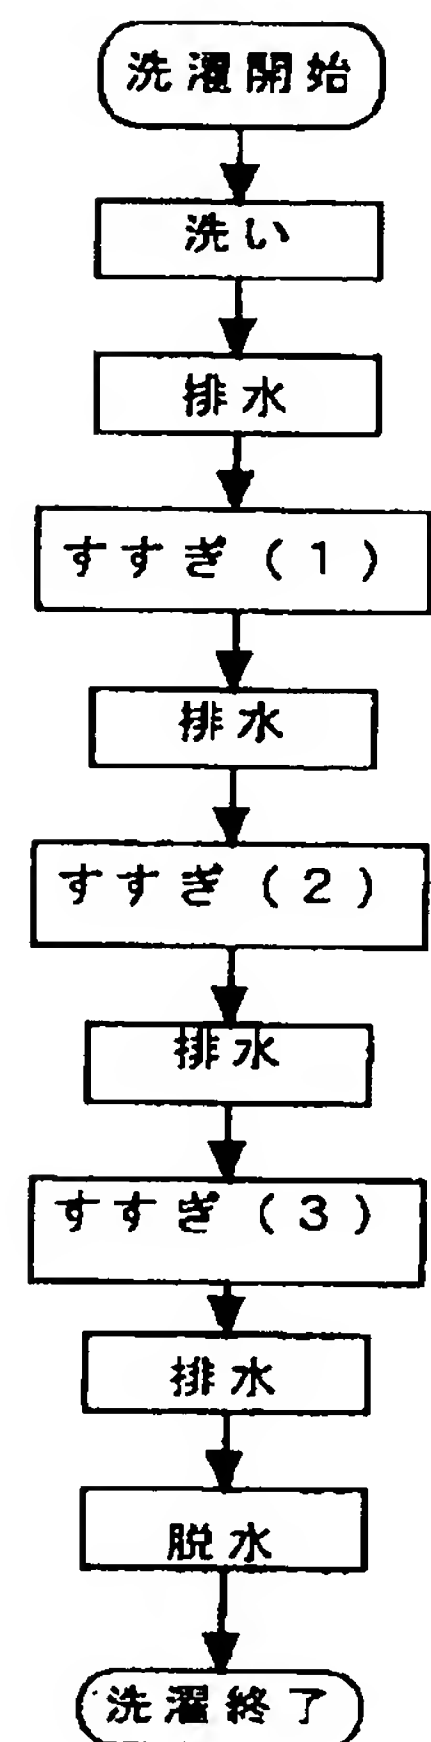 洗濯開始
洗い
排水
すすぎ(1)
排水
すすぎ(2)
排水
すすぎ(3)
排水
脱水
洗濯終了